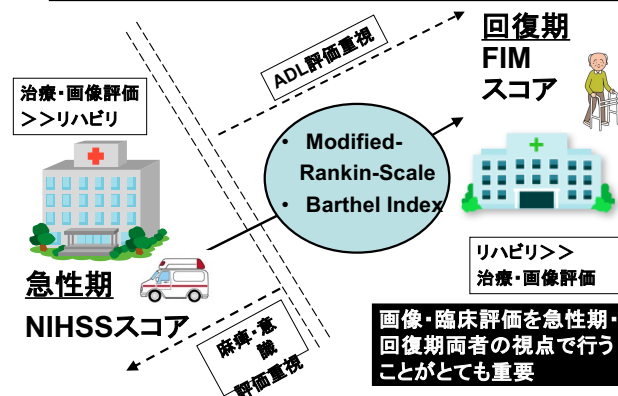 回復期
FIM
スコア
ADL評価重視
治療・画像評価
>>リハビリ
• Modified-
Rankin-Scale
• Barthel Index
急性期
NIHSSスコア
リハビリ>>
治療・画像評価
麻痺・意
識
評価重視
画像・臨床評価を急性期・
回復期両者の視点で行う
ことがとても重要